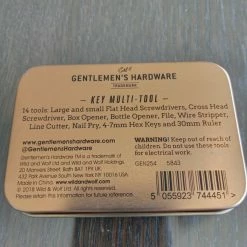 GENTLEMEN'S HARDWARE
TRADEMARK
KEY MULTI-TOOL
14 tools: Large and small Flat Head Screwdrivers, Cross Head
Screwdriver, Box Opener, Bottle Opener, File, Wire Stripper,
Line Cutter, Nail Pry, 4-7mm Hex Keys and 30mm Ruler
www.gentlemenshardware.com
Gentlemen's Hardware TM is a trademark of
Wild and Wolf Ltd and Wild & Wolf Inc.
20 Manvers Street, Bath BA1 1PX UK
432 Park Avenue South New York NY 10016 USA
Made in China. www.wildandwolf.com
© 2018 Wild & Wolf Ltd. All rights reserved.
Please retain this information for future reference.
WARNING! Keep out of reach of
children. Do not use these tools
for electrical work.
GEN254 5843
5 055923 744451 >